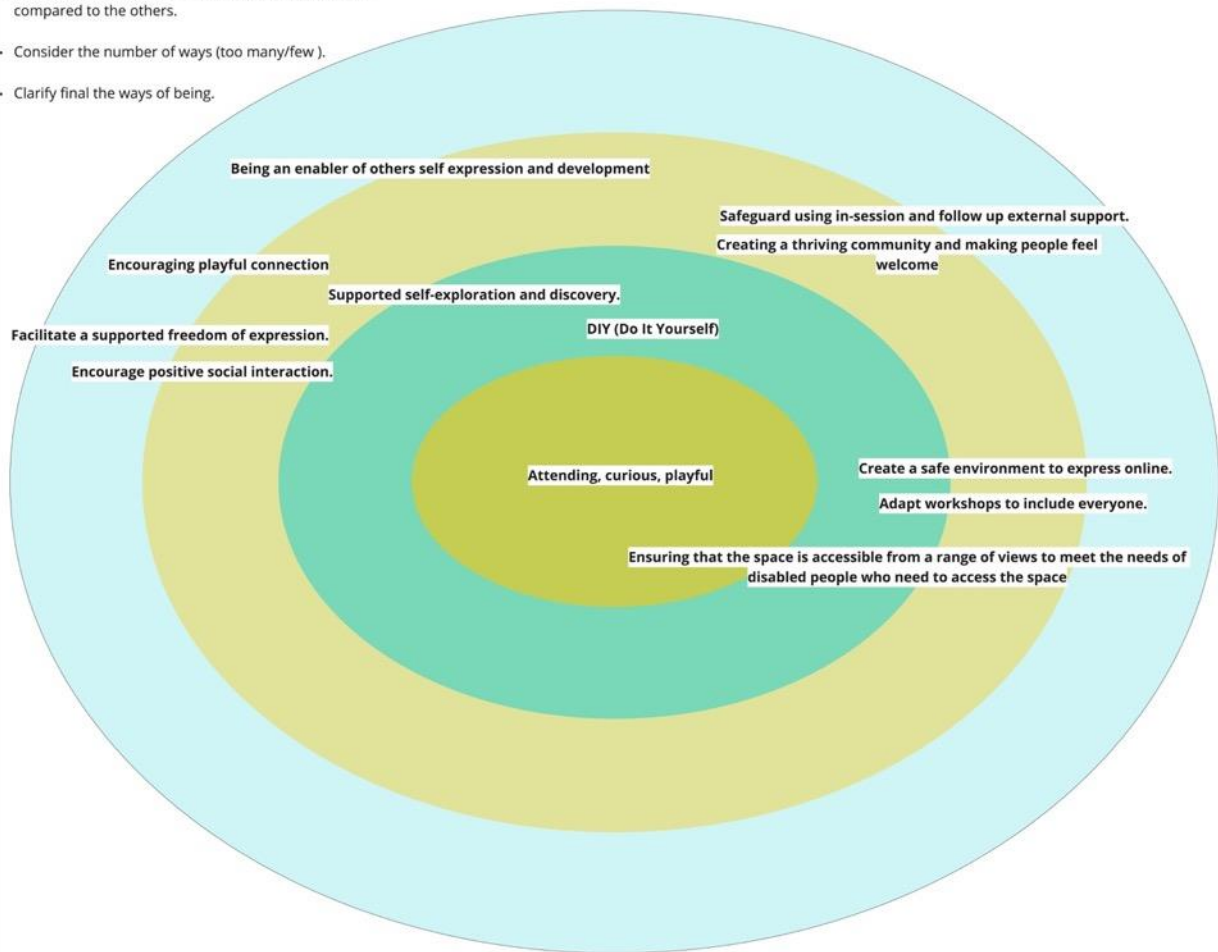 compared to the others.
· Consider the number of ways (too many/few ).
· Clarify final the ways of being.
Being an enabler of others self expression and development
Safeguard using in-session and follow up external support.
Creating a thriving community and making people feel
welcome
Encouraging playful connection
Supported self-exploration and discovery.
DIY (Do It Yourself)
Facilitate a supported freedom of expression.
Encourage positive social interaction.
Attending, curious, playful
Create a safe environment to express online.
Adapt workshops to include everyone.
Ensuring that the space is accessible from a range of views to meet the needs of
disabled people who need to access the space